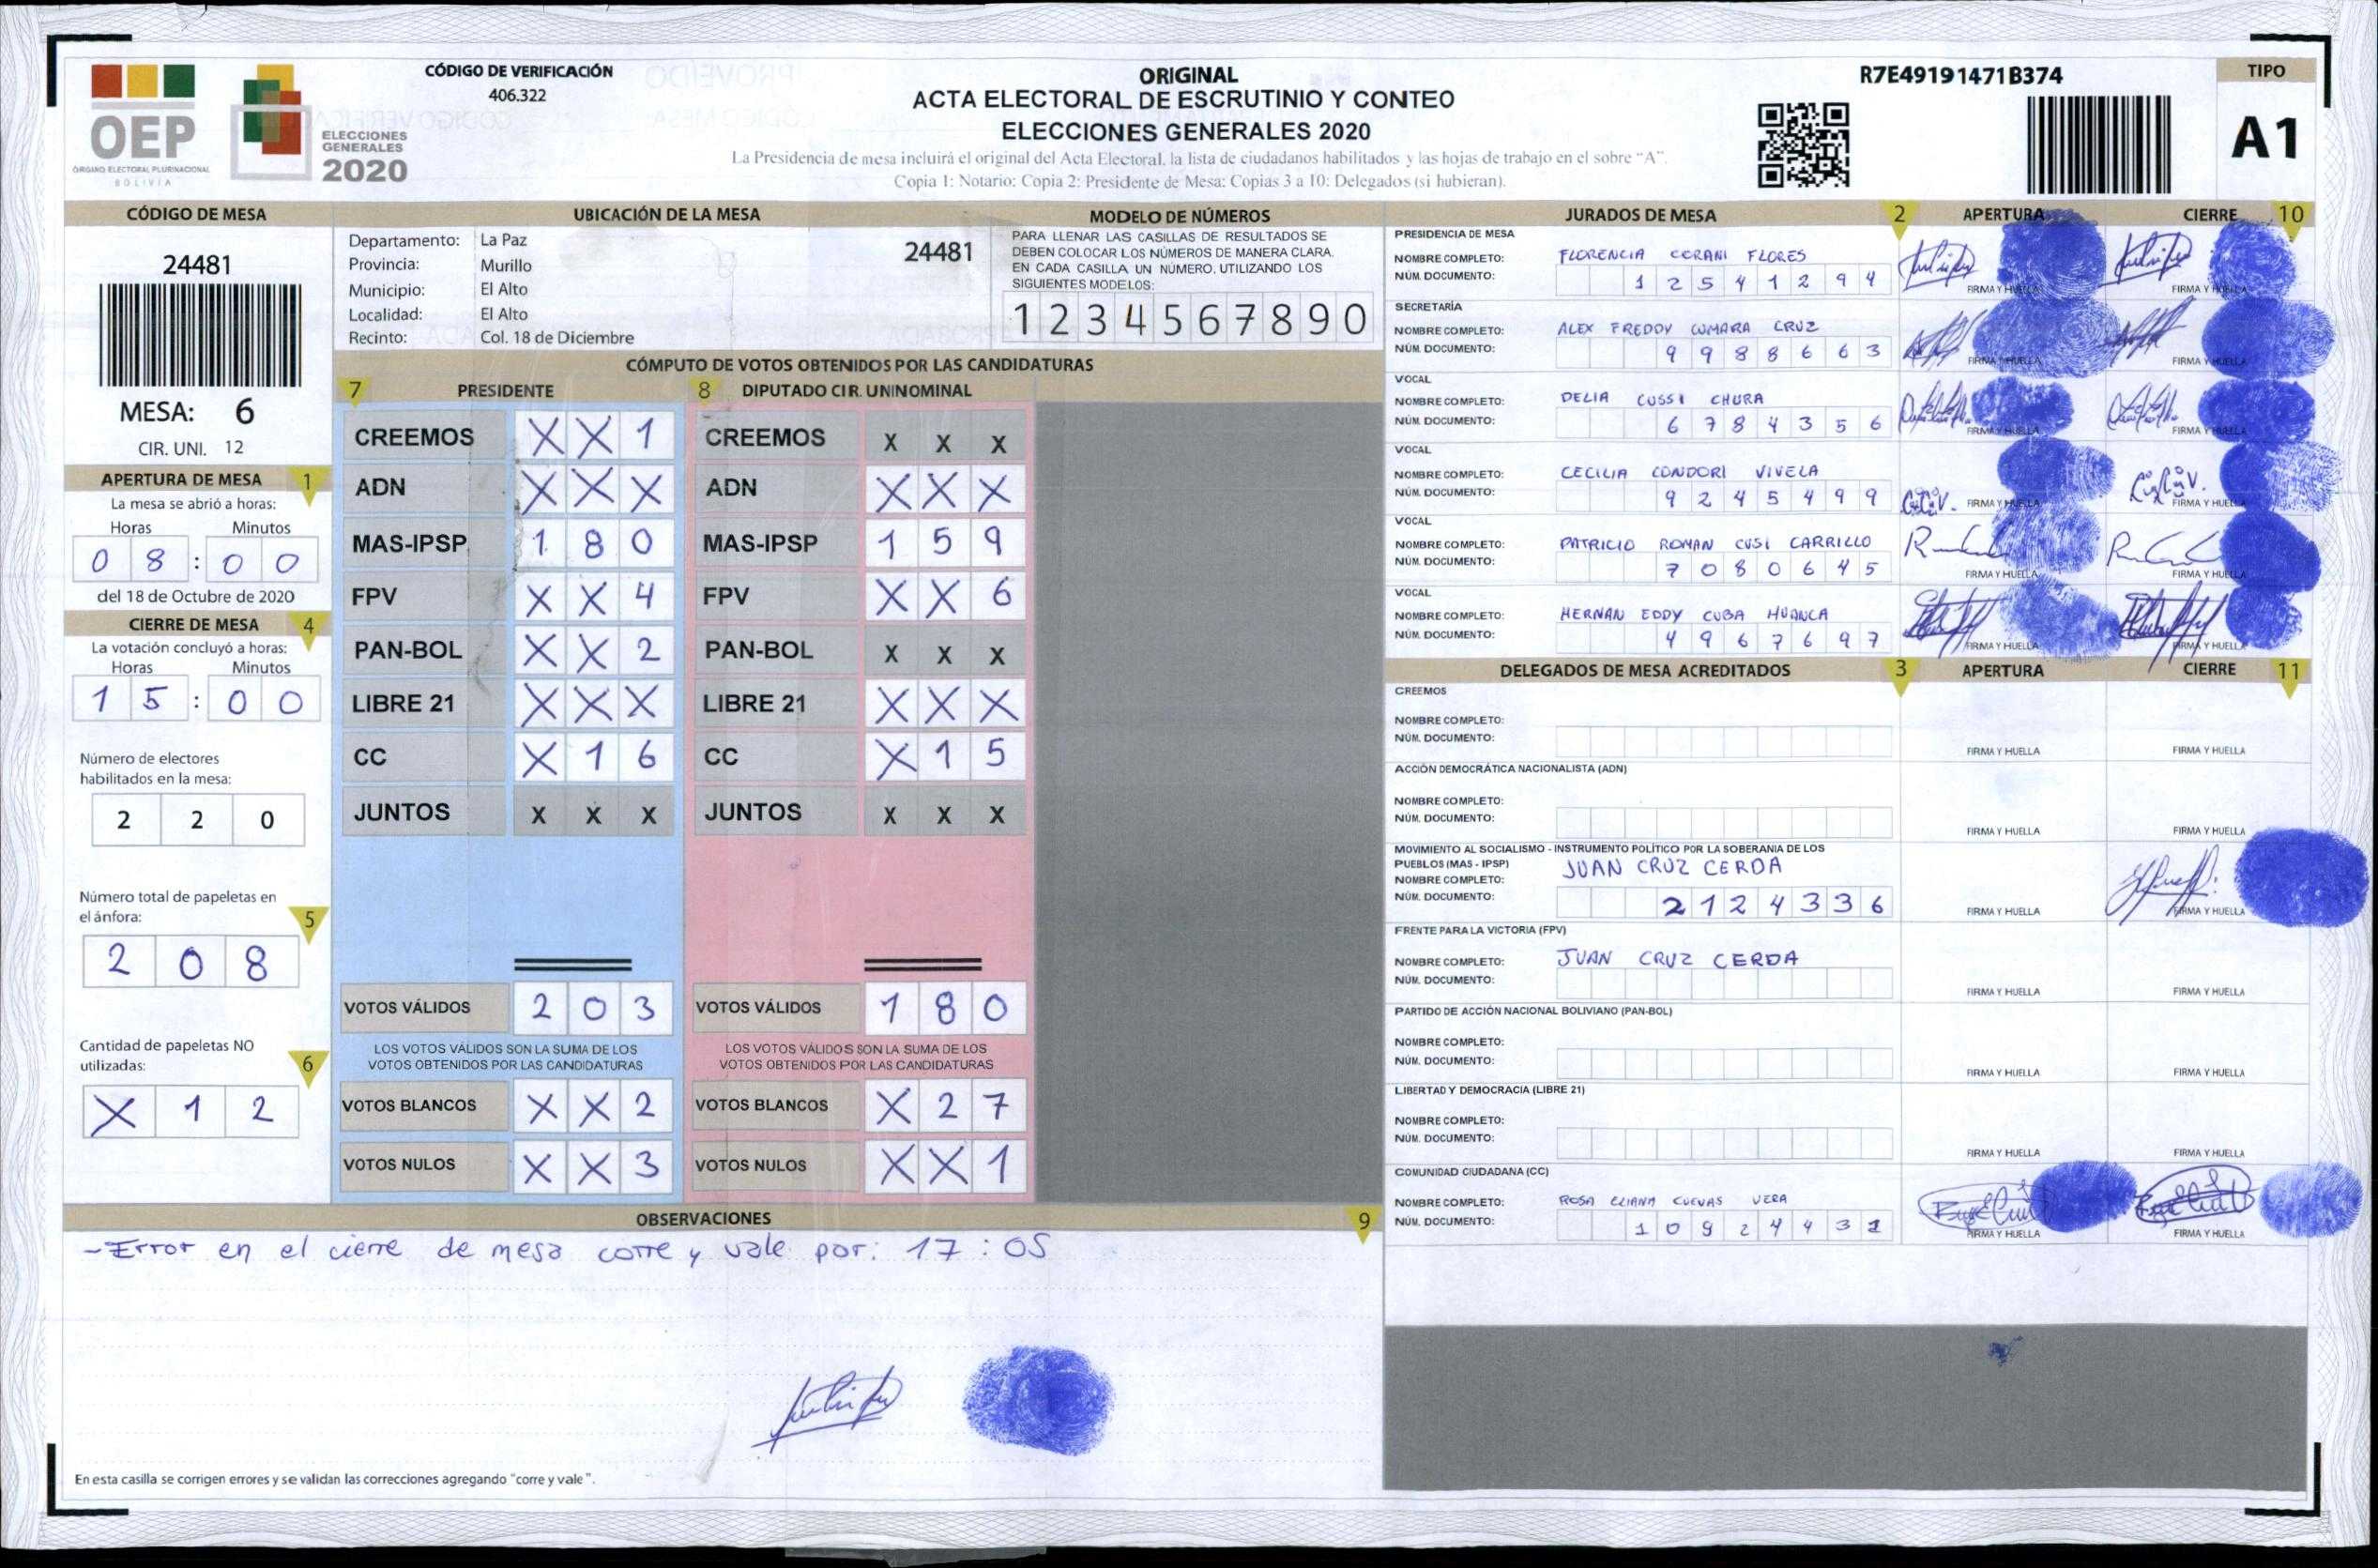 CÓDIGO DE VERIFICACIÓN
406.322
OEP
ÓRGANO ELECTORAL PLURINACIONAL
BOLIVIA
ELECCIONES
GENERALES
2020
ORIGINAL
ACTA ELECTORAL DE ESCRUTINIO Y CONTEO
ELECCIONES GENERALES 2020
La Presidencia de mesa incluirá el original del Acta Electoral, la lista de ciudadanos habilitados y las hojas de trabajo en el sobre "A".
Copia 1: Notario: Copia 2: Presidente de Mesa: Copias 3 a 10: Delegados (si hubieran).
R7E49191471B374
TIPO
A1
CÓDIGO DE MESA
24481
MESA: 6
CIR. UNI. 12
APERTURA DE MESA 1
La mesa se abrió a horas:
Horas Minutos
0 8 : 0 0
del 18 de Octubre de 2020
CIERRE DE MESA 4
La votación concluyó a horas:
Horas Minutos
1 5 : 0 0
Número de electores
habilitados en la mesa:
2 2 0
Número total de papeletas en
el ánfora: 5
2 0 8
Cantidad de papeletas NO
utilizadas: 6
X 1 2
UBICACIÓN DE LA MESA
Departamento: La Paz
Provincia: Murillo
Municipio: El Alto
Localidad: El Alto
Recinto: Col. 18 de Diciembre
24481
MODELO DE NÚMEROS
PARA LLENAR LAS CASILLAS DE RESULTADOS SE
DEBEN COLOCAR LOS NÚMEROS DE MANERA CLARA,
EN CADA CASILLA UN NÚMERO, UTILIZANDO LOS
SIGUIENTES MODELOS:
1 2 3 4 5 6 7 8 9 0
CÓMPUTO DE VOTOS OBTENIDOS POR LAS CANDIDATURAS
7 PRESIDENTE 8 DIPUTADO CIR. UNINOMINAL
CREEMOS X X 1 CREEMOS X X X
ADN X X X ADN X X X
MAS-IPSP 1 8 0 MAS-IPSP 1 5 9
FPV X X 4 FPV X X 6
PAN-BOL X X 2 PAN-BOL X X X
LIBRE 21 X X X LIBRE 21 X X X
CC X 1 6 CC X 1 5
JUNTOS X X X JUNTOS X X X
VOTOS VÁLIDOS 2 0 3 VOTOS VÁLIDOS 1 8 0
LOS VOTOS VÁLIDOS SON LA SUMA DE LOS LOS VOTOS VÁLIDOS SON LA SUMA DE LOS
VOTOS OBTENIDOS POR LAS CANDIDATURAS VOTOS OBTENIDOS POR LAS CANDIDATURAS
VOTOS BLANCOS X X 2 VOTOS BLANCOS X 2 7
VOTOS NULOS X X 3 VOTOS NULOS X X 1
OBSERVACIONES 9
- Error en el cierre de mesa corre y vale por: 17 : 05
En esta casilla se corrigen errores y se validan las correcciones agregando "corre y vale".
JURADOS DE MESA 2 APERTURA CIERRE 10
PRESIDENCIA DE MESA
NOMBRE COMPLETO: FLORENCIA CORANI FLORES
NÚM. DOCUMENTO: 1 2 5 4 1 2 9 4
FIRMA Y HUELLA FIRMA Y HUELLA
SECRETARÍA
NOMBRE COMPLETO: ALEX FREDDY CUMARA CRUZ
NÚM. DOCUMENTO: 9 9 8 8 6 6 3
FIRMA Y HUELLA FIRMA Y HUELLA
VOCAL
NOMBRE COMPLETO: DELIA CUSSI CHURA
NÚM. DOCUMENTO: 6 7 8 4 3 5 6
FIRMA Y HUELLA FIRMA Y HUELLA
VOCAL
NOMBRE COMPLETO: CECILIA CONDORI VIVELA
NÚM. DOCUMENTO: 9 2 4 5 4 9 9
FIRMA Y HUELLA FIRMA Y HUELLA
VOCAL
NOMBRE COMPLETO: PATRICIO ROMAN CUSI CARRILLO
NÚM. DOCUMENTO: 7 0 8 0 6 4 5
FIRMA Y HUELLA FIRMA Y HUELLA
VOCAL
NOMBRE COMPLETO: HERNAN EDDY CUBA HUANCA
NÚM. DOCUMENTO: 4 9 6 7 6 9 7
FIRMA Y HUELLA FIRMA Y HUELLA
DELEGADOS DE MESA ACREDITADOS 3 APERTURA CIERRE 11
CREEMOS
NOMBRE COMPLETO:
NÚM. DOCUMENTO:
FIRMA Y HUELLA FIRMA Y HUELLA
ACCIÓN DEMOCRÁTICA NACIONALISTA (ADN)
NOMBRE COMPLETO:
NÚM. DOCUMENTO:
FIRMA Y HUELLA FIRMA Y HUELLA
MOVIMIENTO AL SOCIALISMO - INSTRUMENTO POLÍTICO POR LA SOBERANIA DE LOS
PUEBLOS (MAS - IPSP)
NOMBRE COMPLETO: JUAN CRUZ CERDA
NÚM. DOCUMENTO: 2 1 2 4 3 3 6
FIRMA Y HUELLA FIRMA Y HUELLA
FRENTE PARA LA VICTORIA (FPV)
NOMBRE COMPLETO: JUAN CRUZ CERDA
NÚM. DOCUMENTO:
FIRMA Y HUELLA FIRMA Y HUELLA
PARTIDO DE ACCIÓN NACIONAL BOLIVIANO (PAN-BOL)
NOMBRE COMPLETO:
NÚM. DOCUMENTO:
FIRMA Y HUELLA FIRMA Y HUELLA
LIBERTAD Y DEMOCRACIA (LIBRE 21)
NOMBRE COMPLETO:
NÚM. DOCUMENTO:
FIRMA Y HUELLA FIRMA Y HUELLA
COMUNIDAD CIUDADANA (CC)
NOMBRE COMPLETO: ROSA ELIANA CUEVAS VERA
NÚM. DOCUMENTO: 1 0 9 2 4 4 3 1
FIRMA Y HUELLA FIRMA Y HUELLA